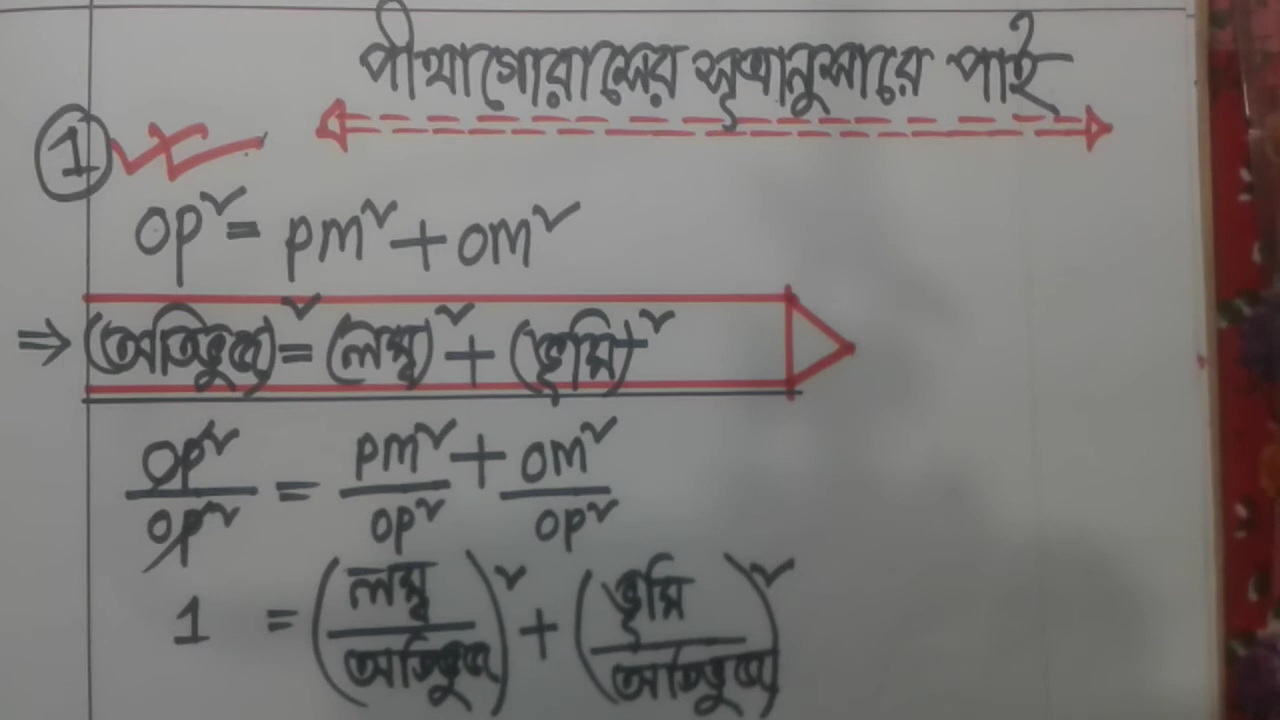 পীথাগোরাসের সূত্রানুসারে পাই
1
OP² = PM² + OM²
⇒ (অতিভুজ)² = (লম্ব)² + (ভূমি)²
OP²/OP² = PM²/OP² + OM²/OP²
1 = (লম্ব/অতিভুজ)² + (ভূমি/অতিভুজ)²